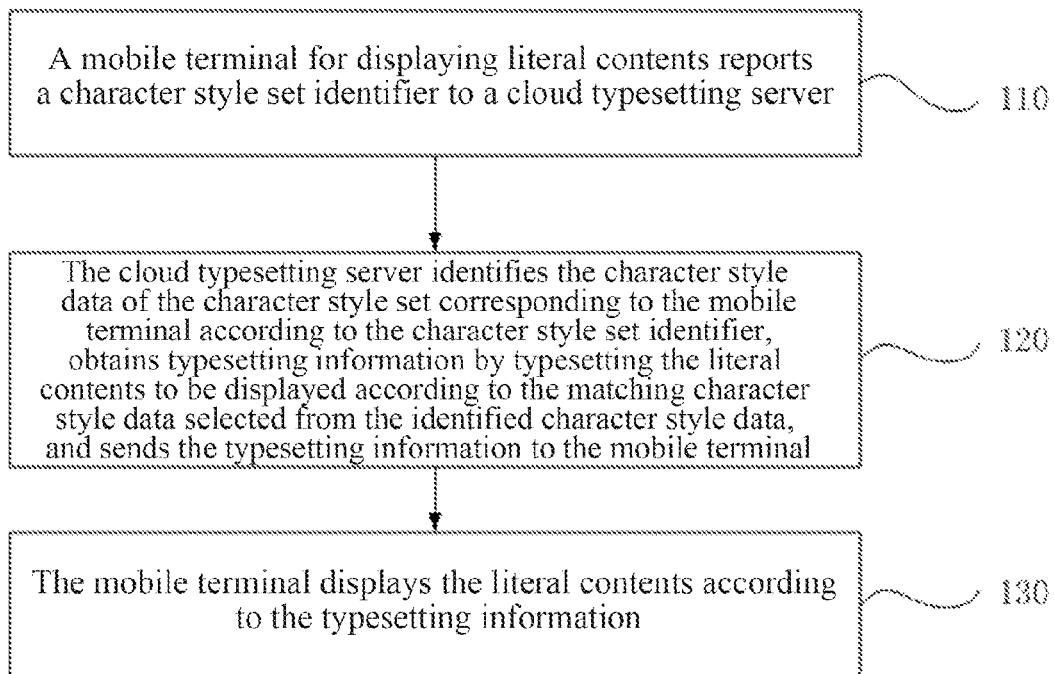 A mobile terminal for displaying literal contents reports
a character style set identifier to a cloud typesetting server
110
The cloud typesetting server identifies the character style
data of the character style set corresponding to the mobile
terminal according to the character style set identifier,
obtains typesetting information by typesetting the literal
contents to be displayed according to the matching character
style data selected from the identified character style data,
and sends the typesetting information to the mobile terminal
120
The mobile terminal displays the literal contents according
to the typesetting information
130